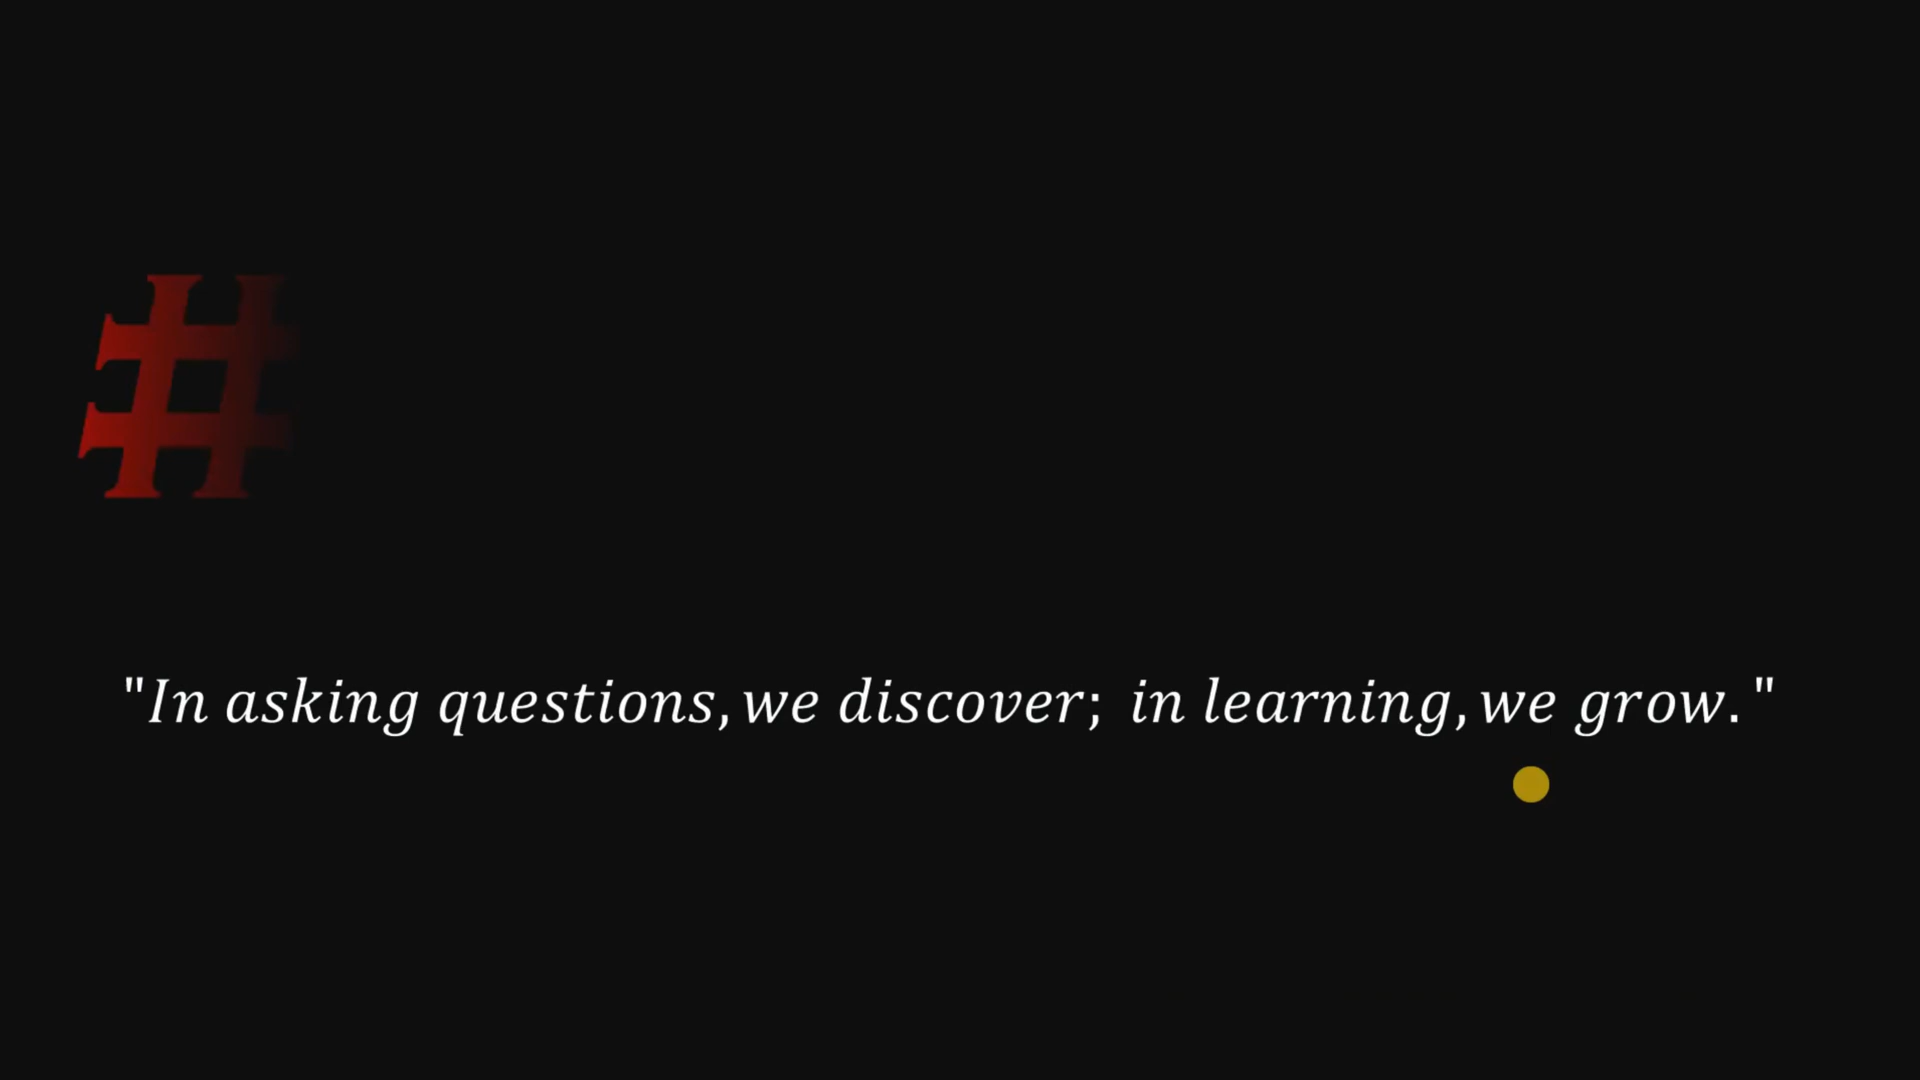 #
"In asking questions, we discover; in learning, we grow. "